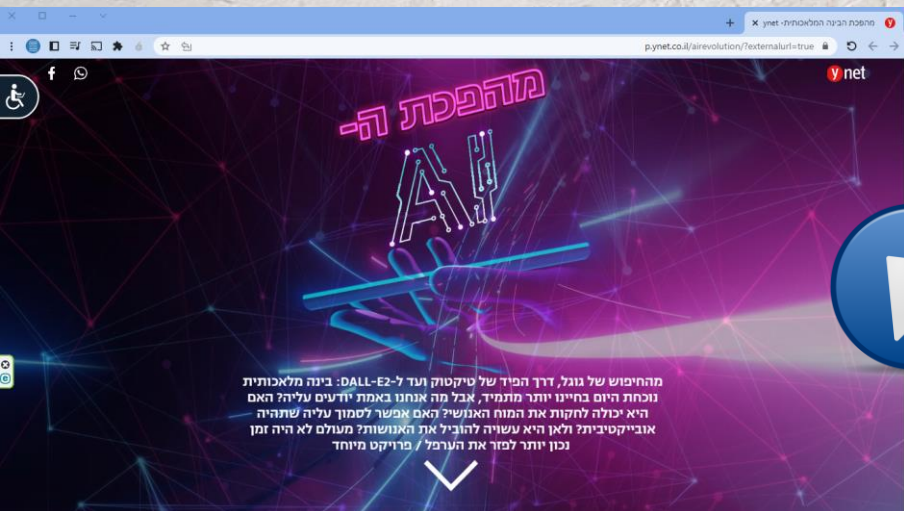 מהפכת הבינה המלאכותית- ynet
p.ynet.co.il/airevolution/?externalurl=true
ynet
מהפכת ה-
AI
מהחיפוש של גוגל, דרך הפיד של טיקטוק ועד ל-DALL-E2: בינה מלאכותית
נוכחת היום בחיינו יותר מתמיד, אבל מה אנחנו באמת יודעים עליה? האם
היא יכולה לחקות את המוח האנושי? האם אפשר לסמוך עליה שתהיה
אובייקטיבית? ולאן היא עשויה להוביל את האנושות? מעולם לא היה זמן
נכון יותר לפזר את הערפל / פרויקט מיוחד